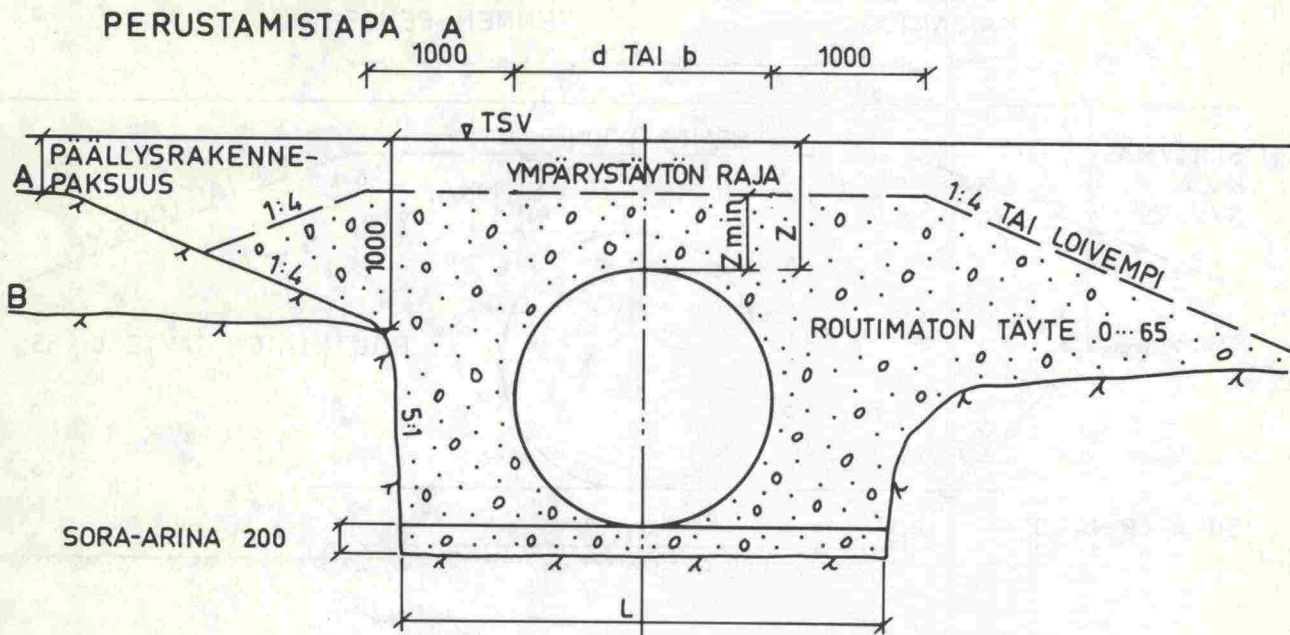 PERUSTAMISTAPA A
1000
d TAI b
1000
TSV
A
PÄÄLLYSRAKENNE-
PAKSUUS
YMPÄRYSTÄYTÖN RAJA
1:4
1:4
1000
Z min
Z
1:4 TAI LOIVEMPI
B
ROUTIMATON TÄYTE 0...65
5:1
SORA-ARINA 200
L